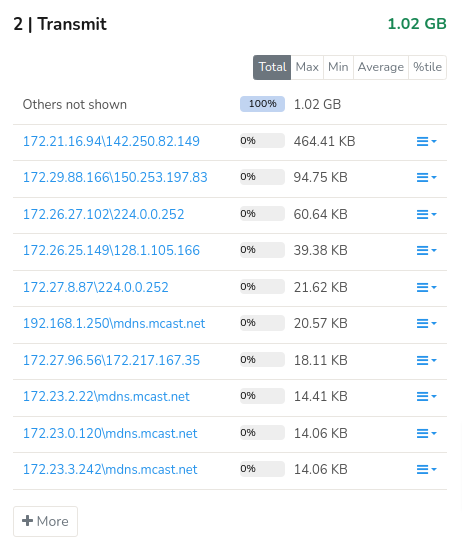 2 | Transmit 1.02 GB
Total Max Min Average %tile
Others not shown 100% 1.02 GB
172.21.16.94\142.250.82.149 0% 464.41 KB
172.29.88.166\150.253.197.83 0% 94.75 KB
172.26.27.102\224.0.0.252 0% 60.64 KB
172.26.25.149\128.1.105.166 0% 39.38 KB
172.27.8.87\224.0.0.252 0% 21.62 KB
192.168.1.250\mdns.mcast.net 0% 20.57 KB
172.27.96.56\172.217.167.35 0% 18.11 KB
172.23.2.22\mdns.mcast.net 0% 14.41 KB
172.23.0.120\mdns.mcast.net 0% 14.06 KB
172.23.3.242\mdns.mcast.net 0% 14.06 KB
+ More